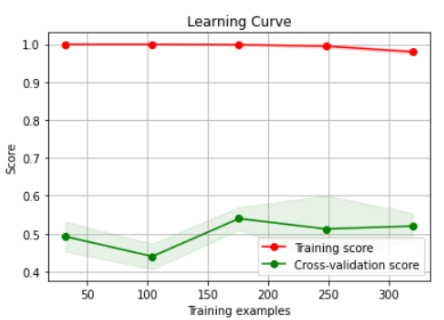 Learning Curve
1.0
0.9
0.8
0.7
0.6
0.5
0.4
Score
Training score
Cross-validation score
50
100
150
200
250
300
Training examples